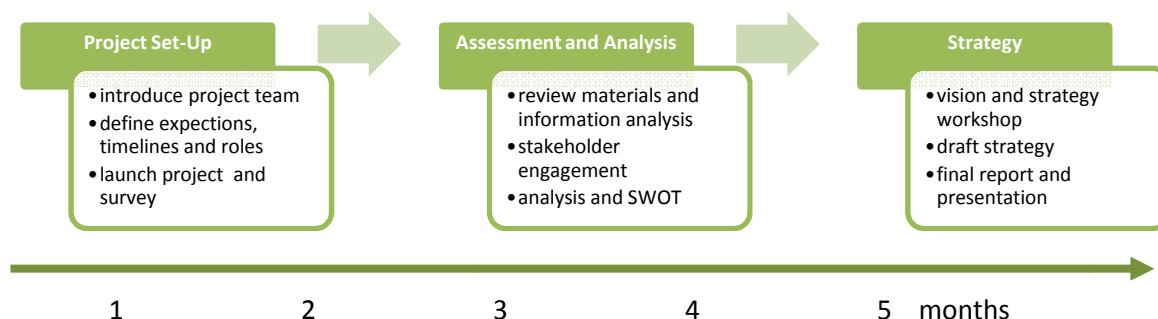 Project Set-Up
•introduce project team
•define expections,
timelines and roles
•launch project and
survey
Assessment and Analysis
•review materials and
information analysis
•stakeholder
engagement
•analysis and SWOT
Strategy
•vision and strategy
workshop
•draft strategy
•final report and
presentation
1 2 3 4 5 months